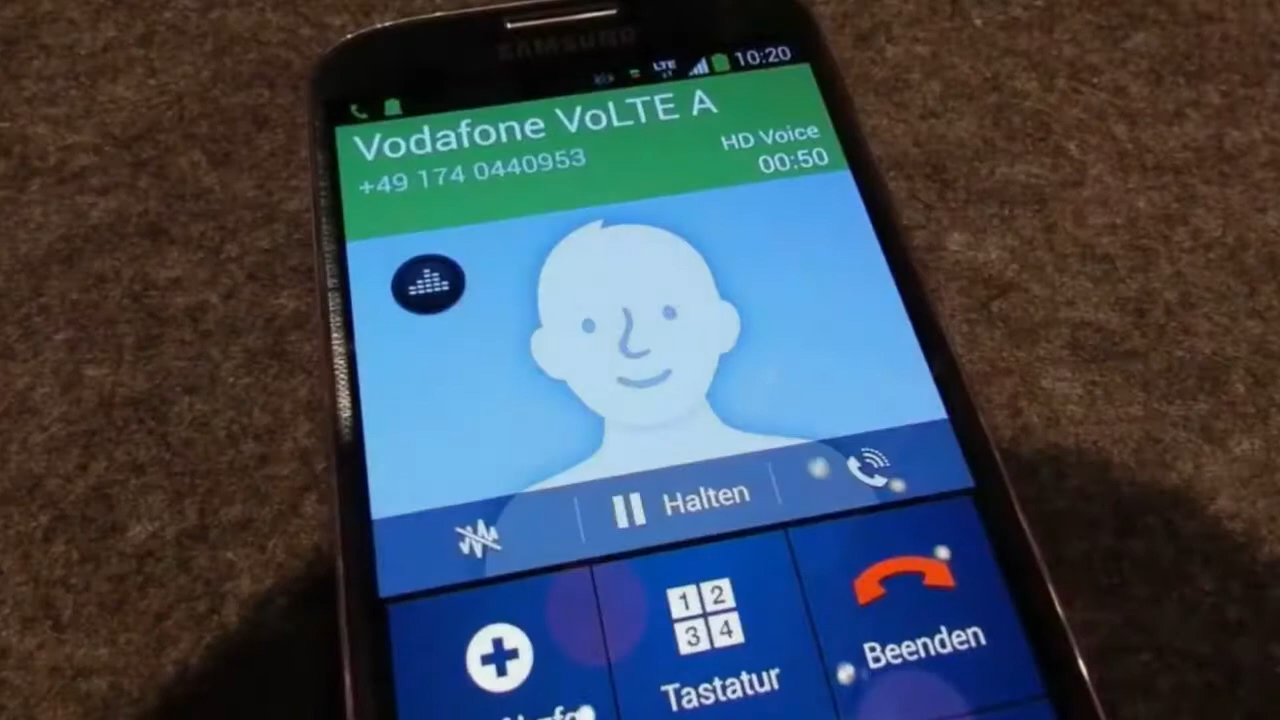 SAMSUNG
LTE 10:20
Vodafone VoLTE A
+49 174 0440953
HD Voice
00:50
Halten
1 2
3 4
Tastatur
Beenden